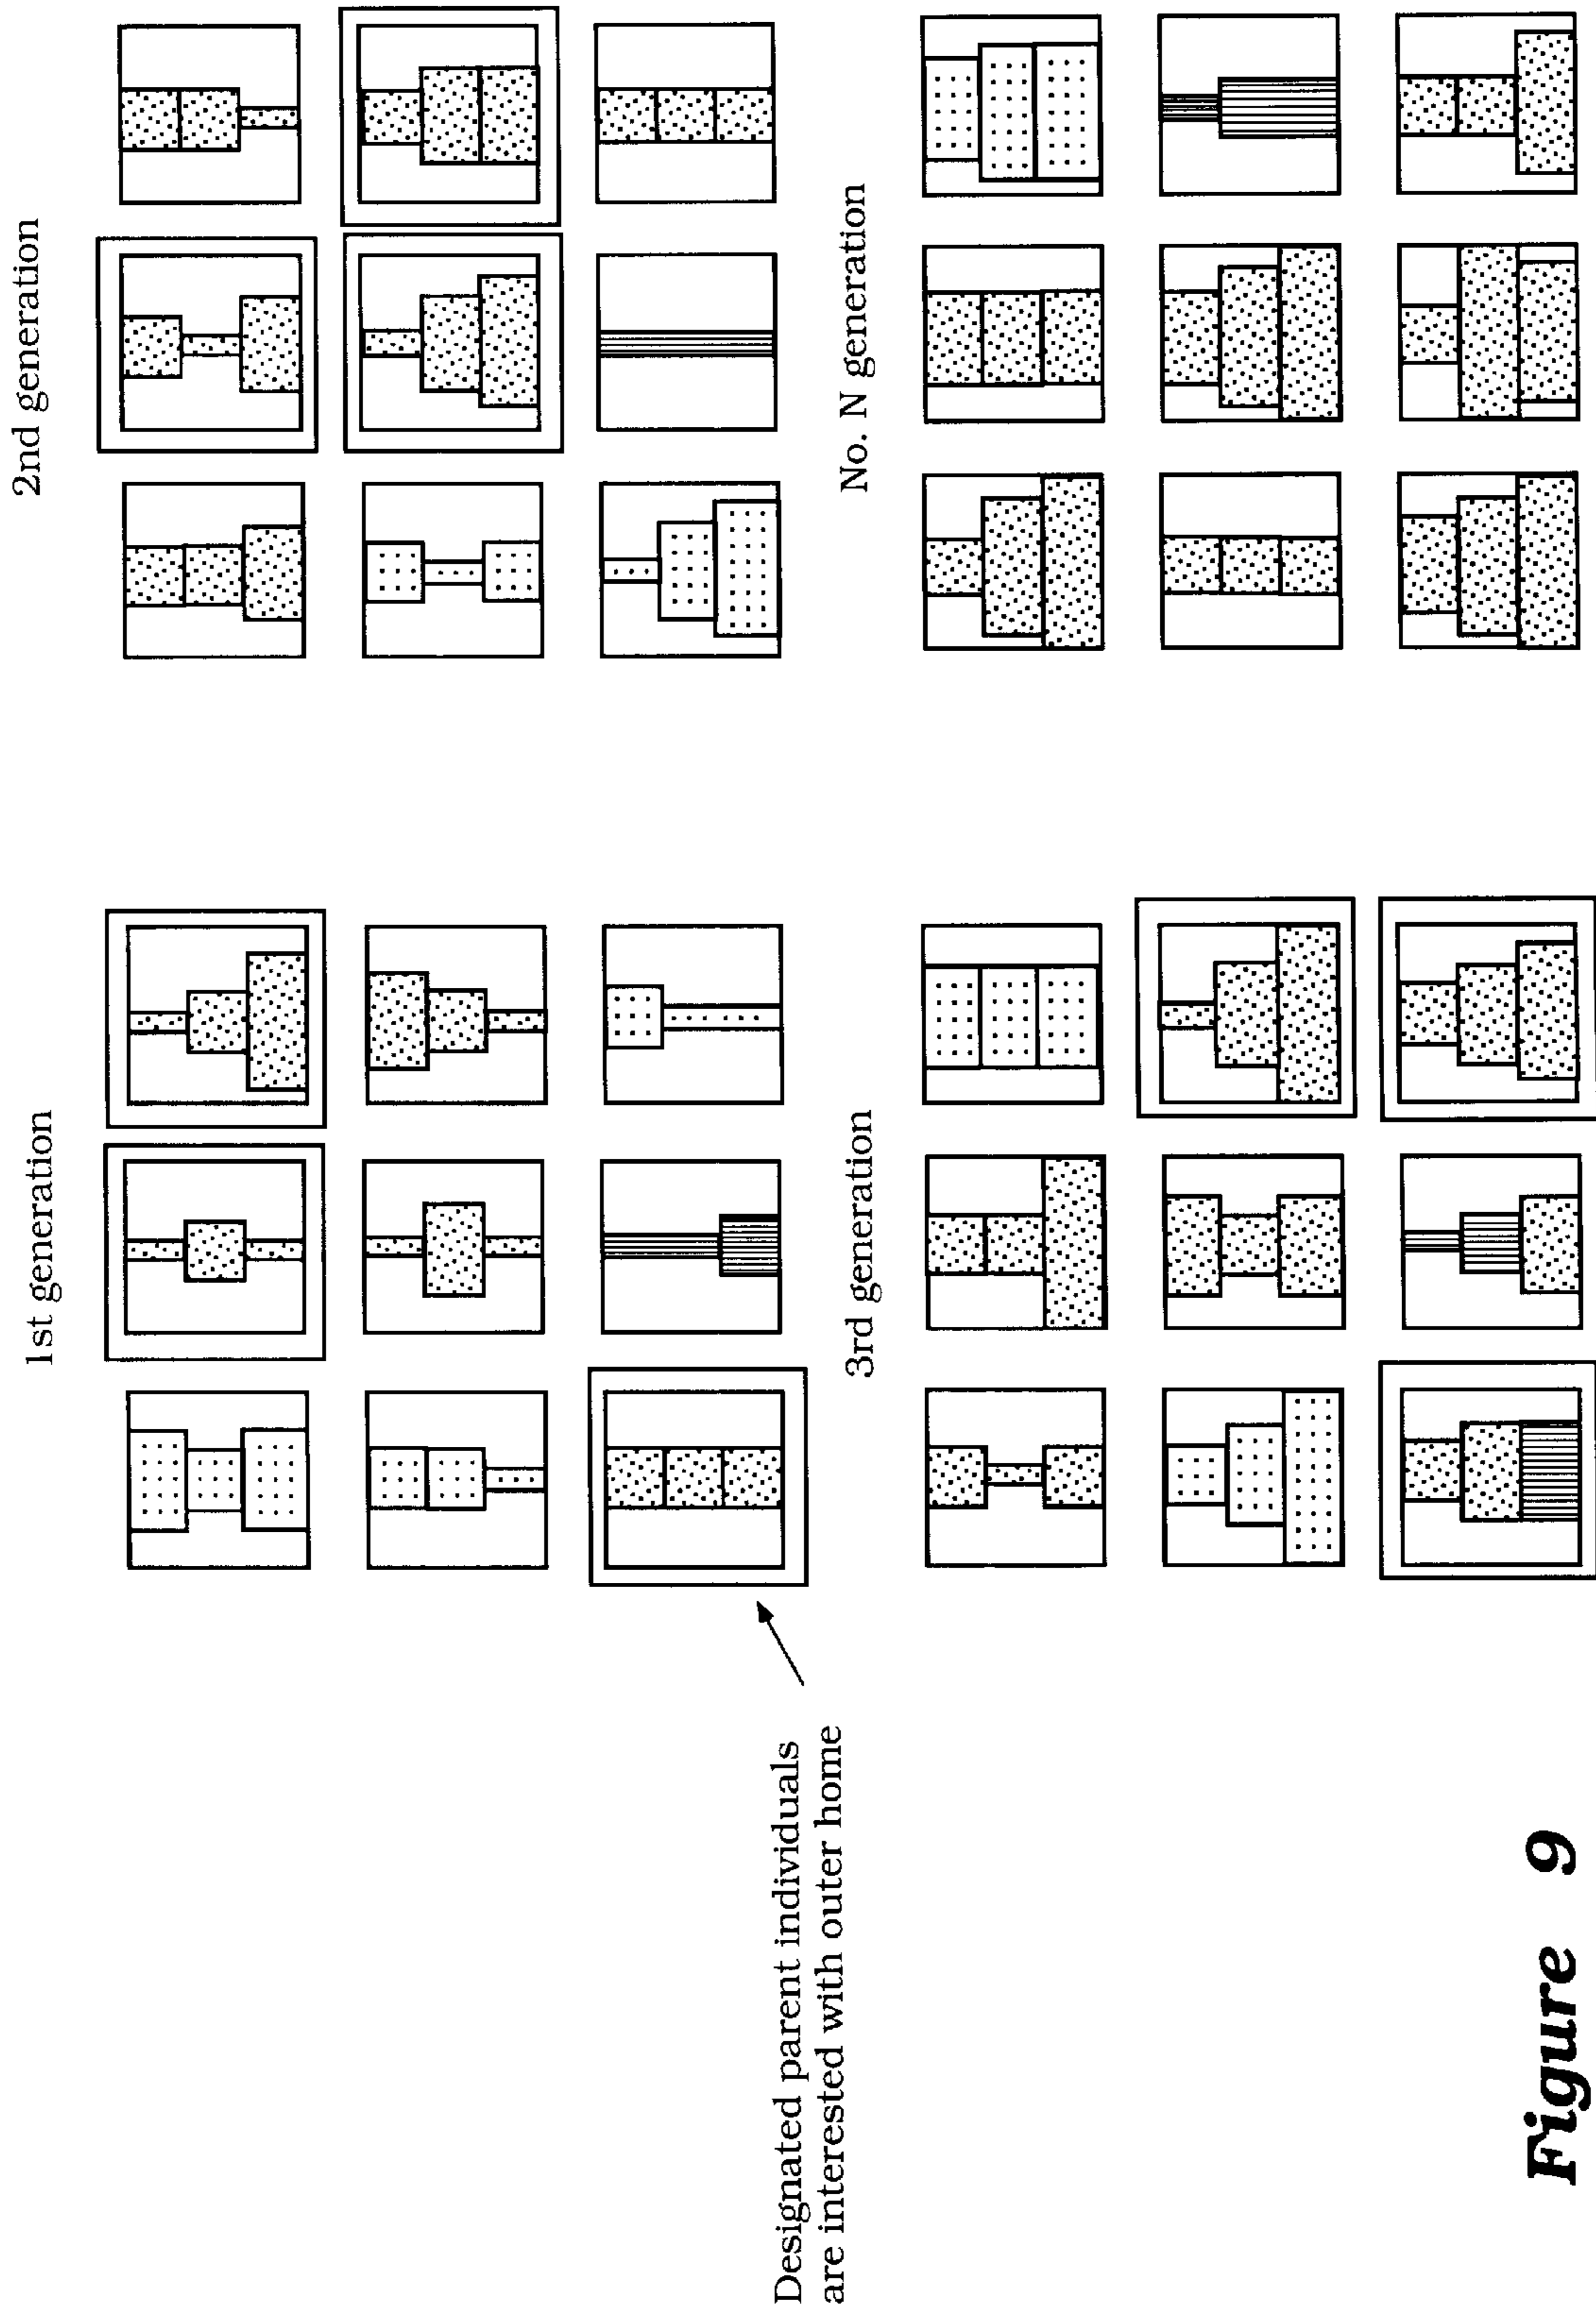 1st generation
2nd generation
Designated parent individuals
are interested with outer home
3rd generation
No. N generation
Figure 9